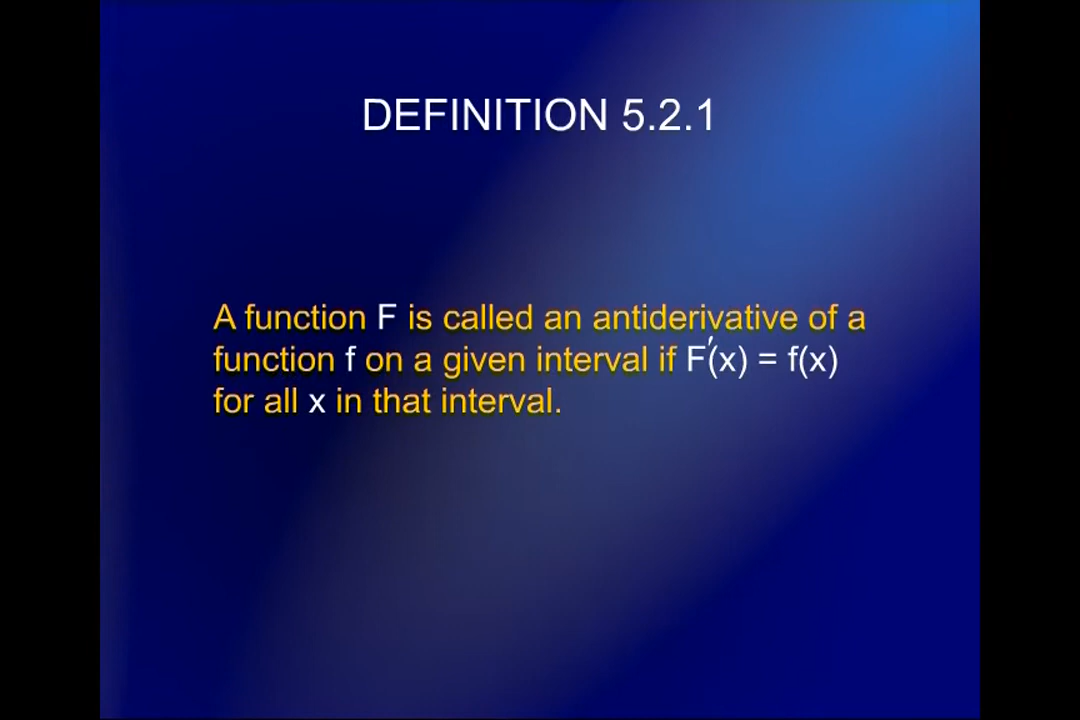 DEFINITION 5.2.1
A function F is called an antiderivative of a
function f on a given interval if F′(x) = f(x)
for all x in that interval.